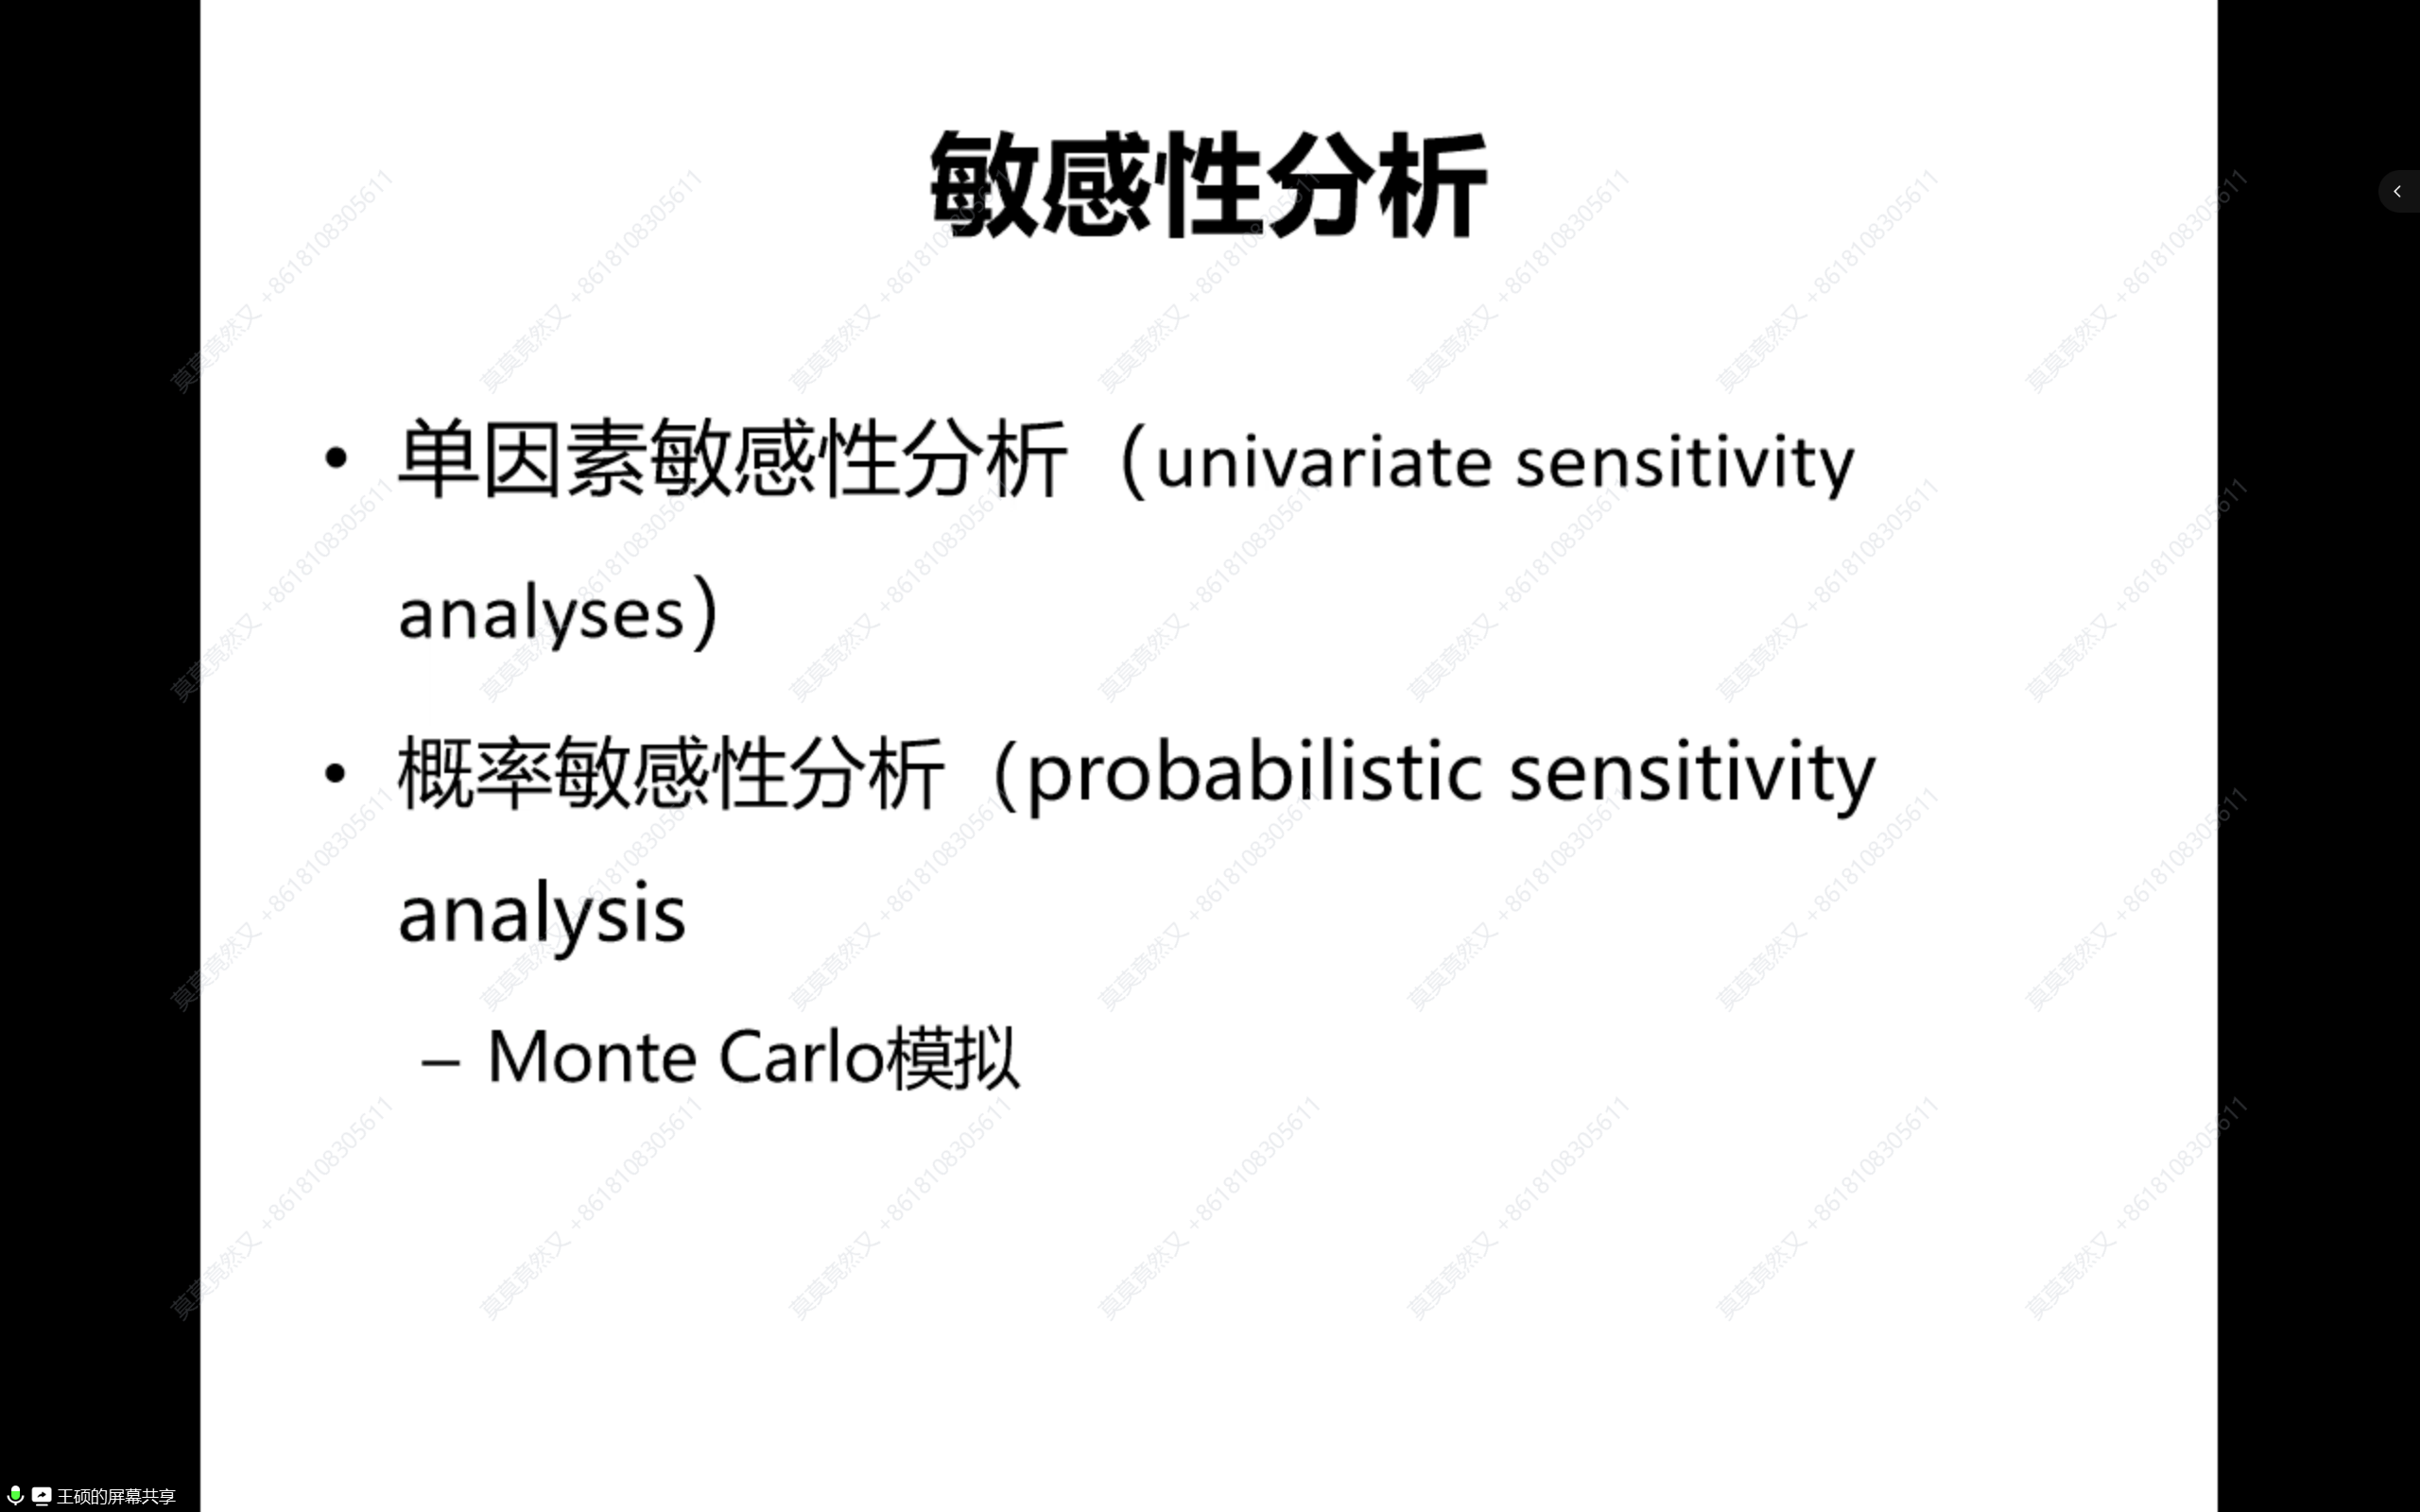 敏感性分析
• 单因素敏感性分析（univariate sensitivity
analyses）
• 概率敏感性分析（probabilistic sensitivity
analysis
– Monte Carlo模拟
莫莫竟然又 +8618108305611
王硕的屏幕共享